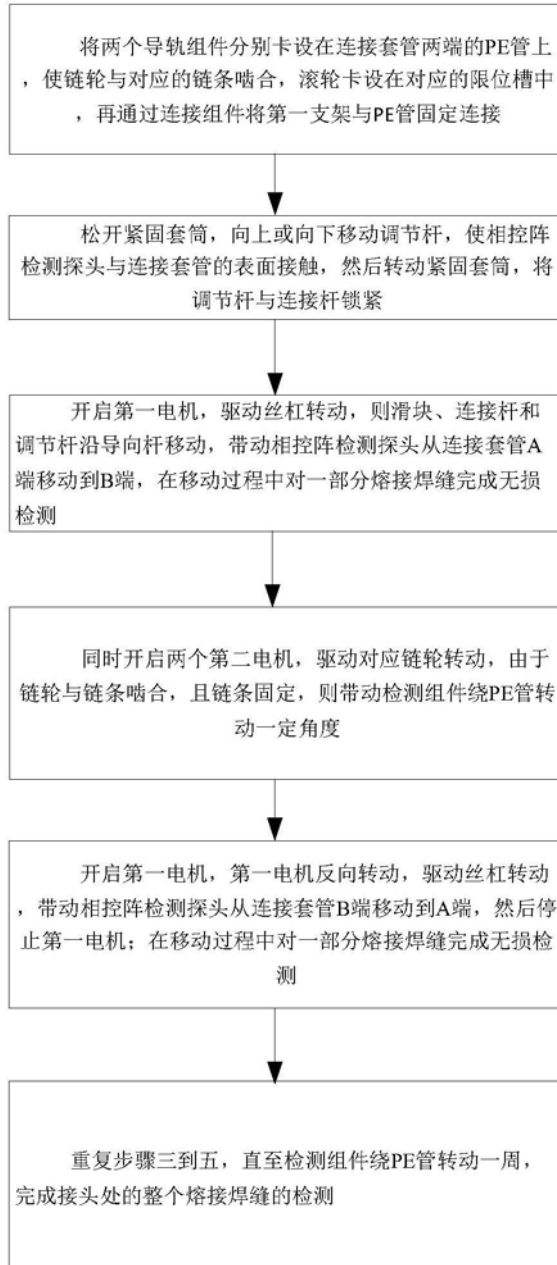 将两个导轨组件分别卡设在连接套管两端的PE管上
，使链轮与对应的链条啮合，滚轮卡设在对应的限位槽中
，再通过连接组件将第一支架与PE管固定连接
松开紧固套筒，向上或向下移动调节杆，使相控阵
检测探头与连接套管的表面接触，然后转动紧固套筒，将
调节杆与连接杆锁紧
开启第一电机，驱动丝杠转动，则滑块、连接杆和
调节杆沿导向杆移动，带动相控阵检测探头从连接套管A
端移动到B端，在移动过程中对一部分熔接焊缝完成无损
检测
同时开启两个第二电机，驱动对应链轮转动，由于
链轮与链条啮合，且链条固定，则带动检测组件绕PE管转
动一定角度
开启第一电机，第一电机反向转动，驱动丝杠转动
，带动相控阵检测探头从连接套管B端移动到A端，然后停
止第一电机；在移动过程中对一部分熔接焊缝完成无损检
测
重复步骤三到五，直至检测组件绕PE管转动一周，
完成接头处的整个熔接焊缝的检测